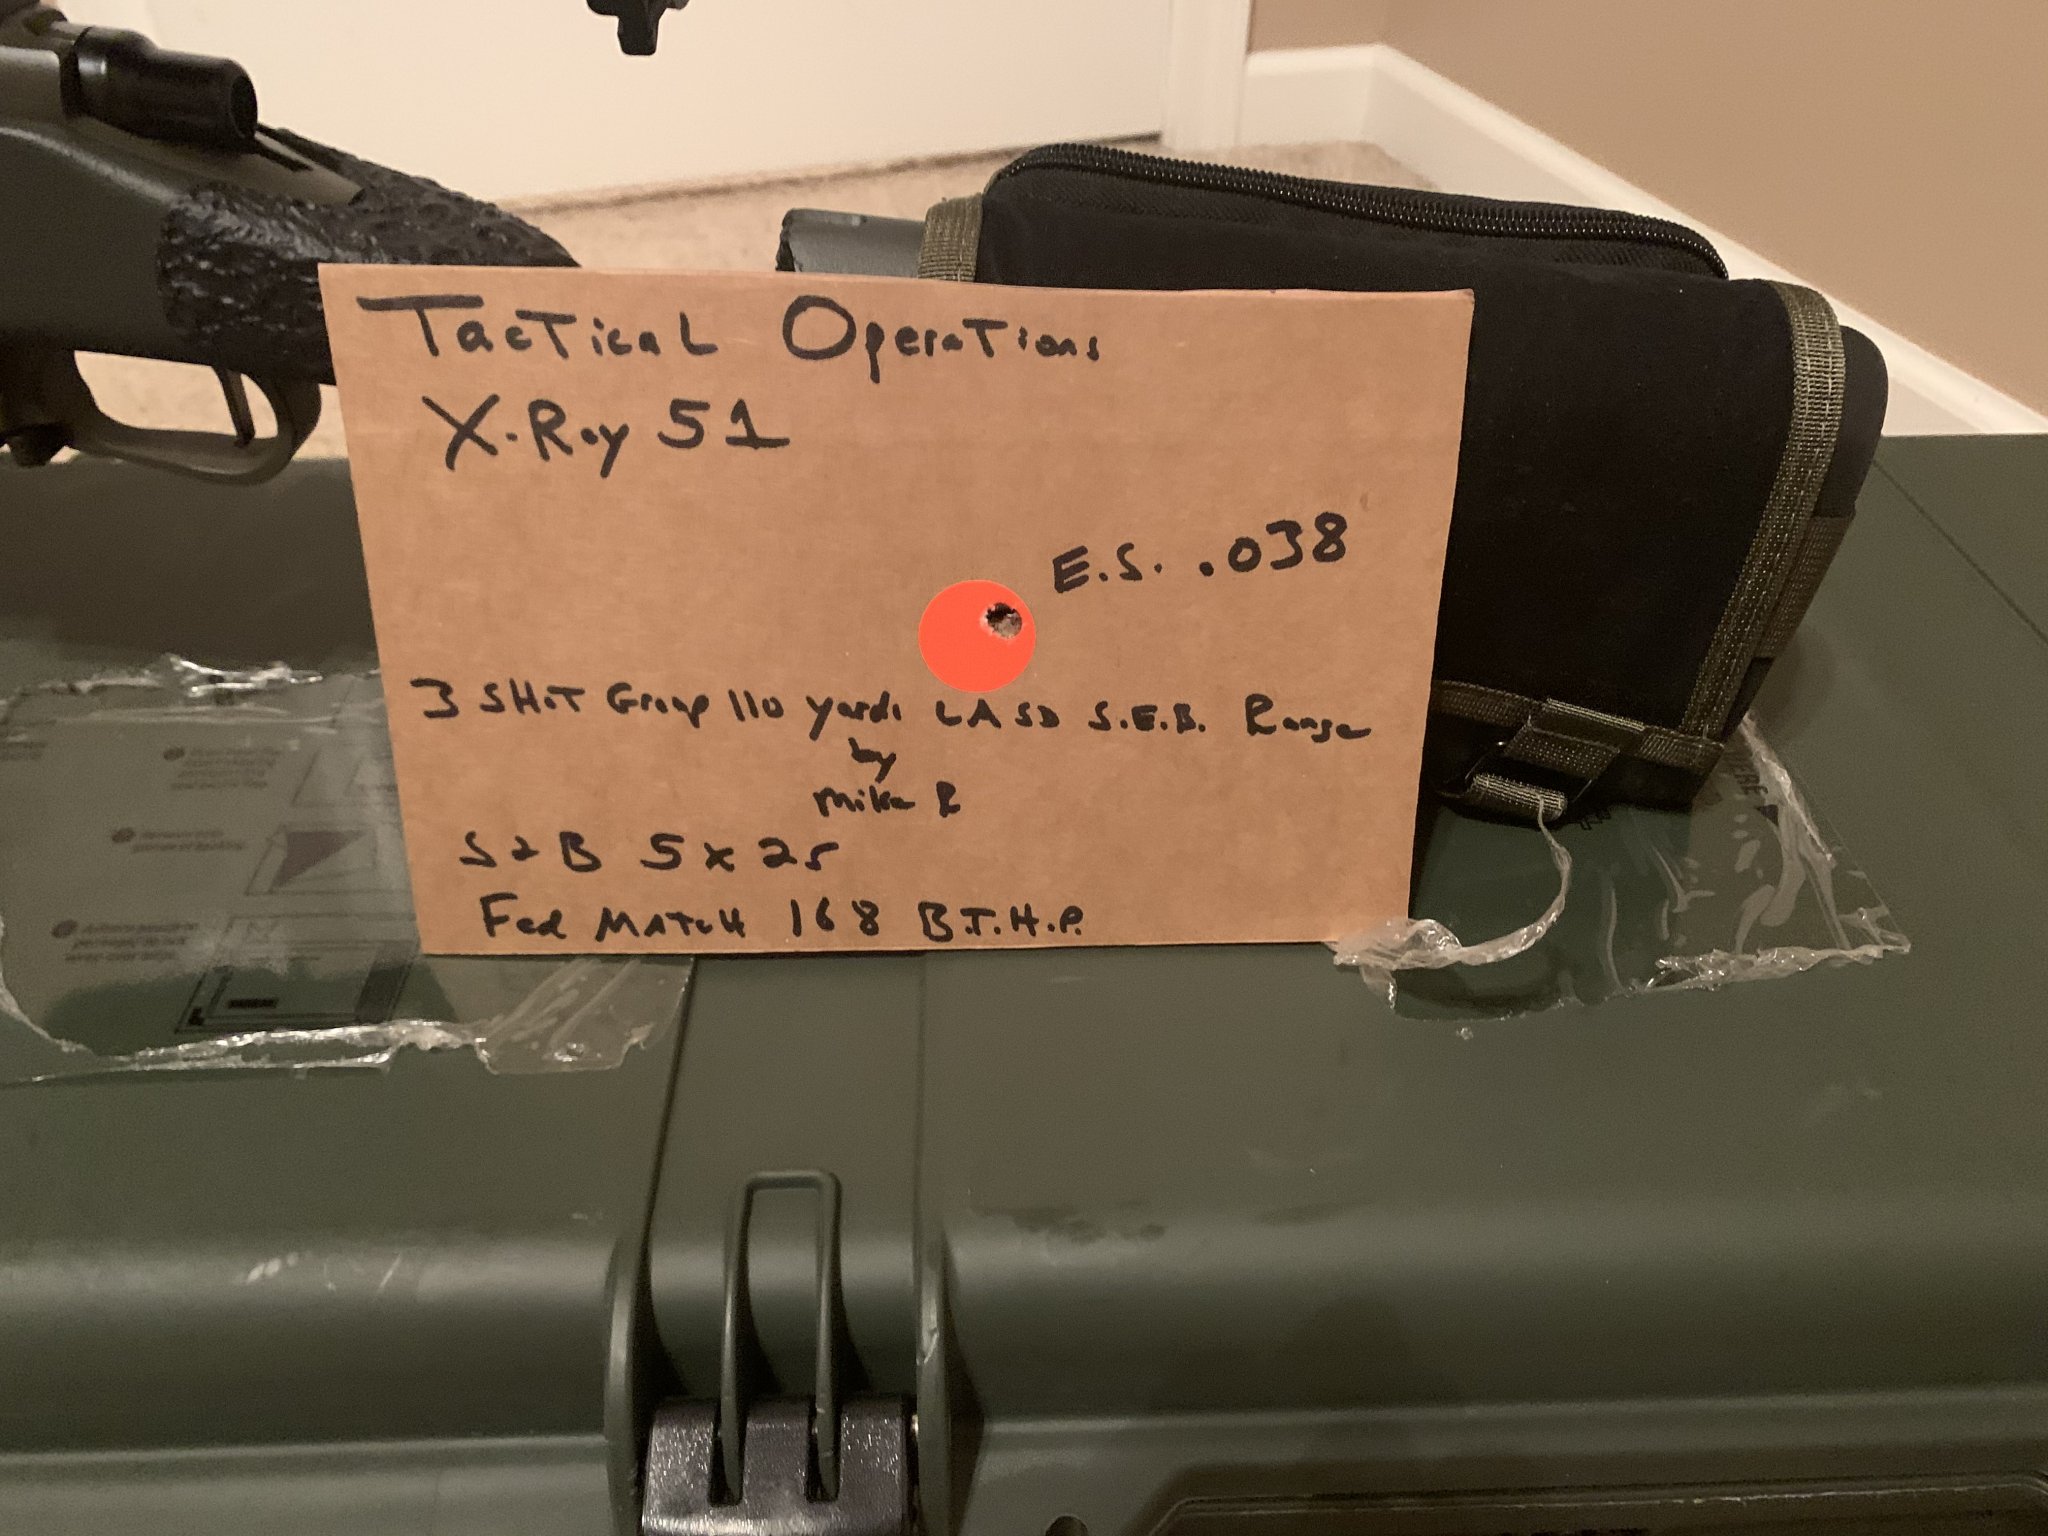 Tactical Operations
X-Ray 51
E.S. .038
3 SHOT Group 110 yards LASD S.E.B. Range
by
Mike R
S&B 5x25
Fed MATCH 168 B.T.H.P.